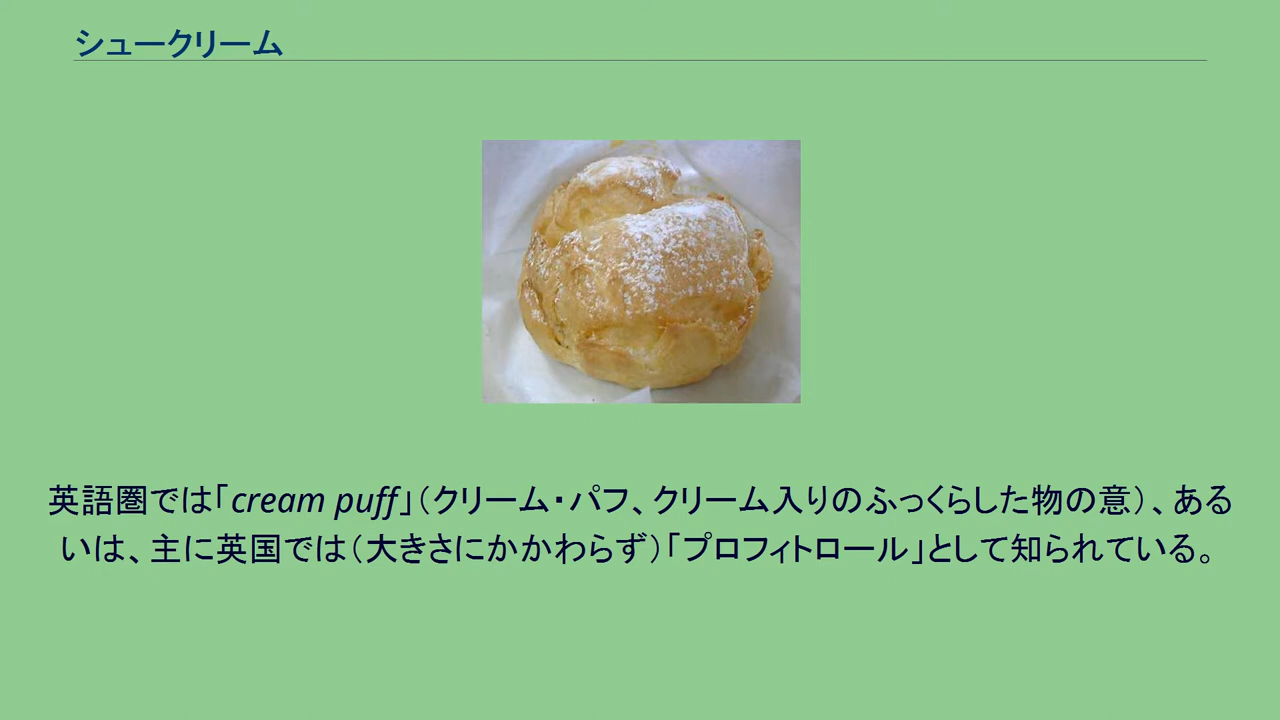 シュークリーム
英語圏では「cream puff」（クリーム・パフ、クリーム入りのふっくらした物の意）、ある
いは、主に英国では（大きさにかかわらず）「プロフィトロール」として知られている。